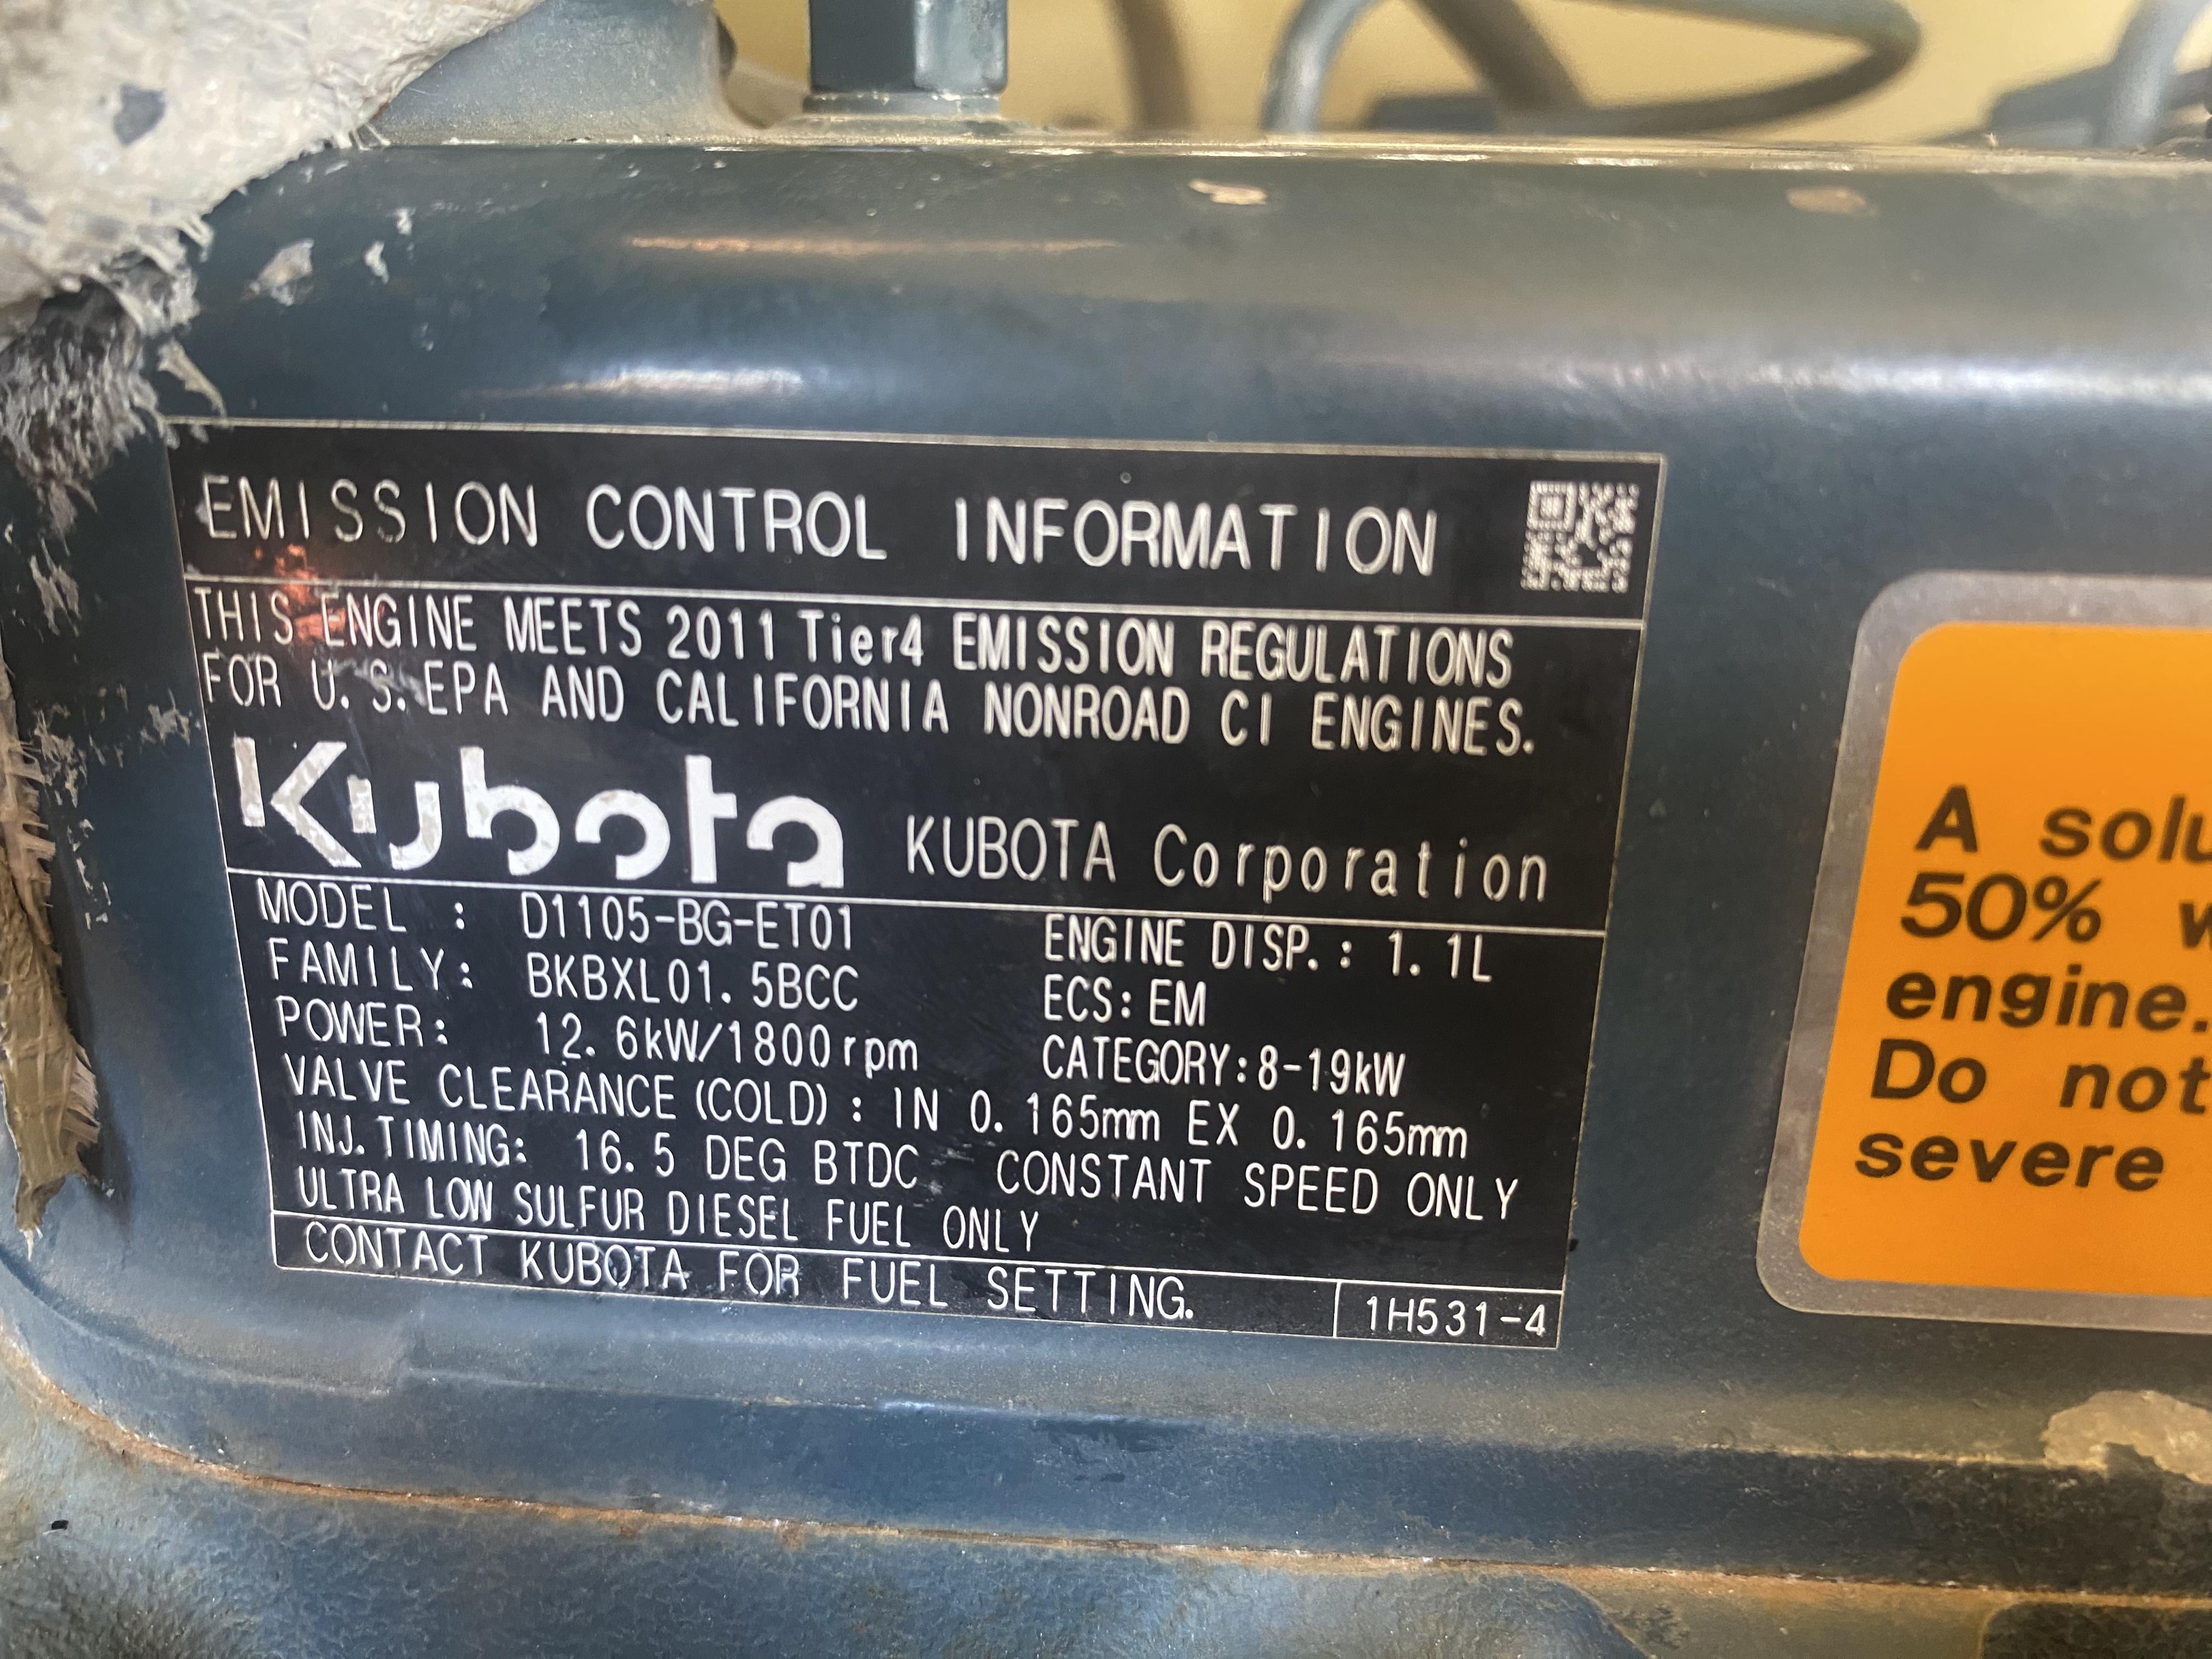 EMISSION CONTROL INFORMATION
THIS ENGINE MEETS 2011 Tier4 EMISSION REGULATIONS
FOR U.S. EPA AND CALIFORNIA NONROAD CI ENGINES.
Kubota KUBOTA Corporation
MODEL : D1105-BG-ET01 ENGINE DISP.: 1.1L
FAMILY: BKBXL01.5BCC ECS: EM
POWER: 12.6kW/1800rpm CATEGORY:8-19kW
VALVE CLEARANCE (COLD) : IN 0.165mm EX 0.165mm
INJ.TIMING: 16.5 DEG BTDC CONSTANT SPEED ONLY
ULTRA LOW SULFUR DIESEL FUEL ONLY
CONTACT KUBOTA FOR FUEL SETTING. 1H531-4
A
50%
engine.
Do not
severe